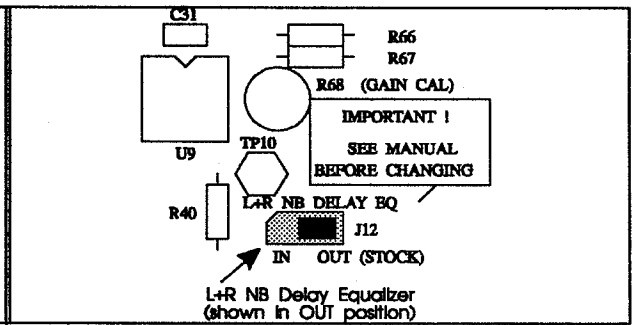 C31
R66
R67
R68 (GAIN CAL)
IMPORTANT !
SEE MANUAL
BEFORE CHANGING
U9
TP10
L+R NB DELAY EQ
R40
J12
IN OUT (STOCK)
L+R NB Delay Equalizer
(shown in OUT position)